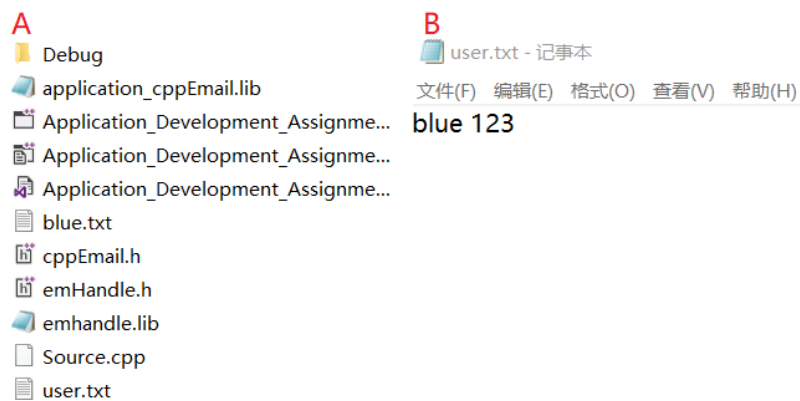 A
Debug
application_cppEmail.lib
Application_Development_Assignme...
Application_Development_Assignme...
Application_Development_Assignme...
blue.txt
cppEmail.h
emHandle.h
emhandle.lib
Source.cpp
user.txt
B
user.txt - 记事本
文件(F) 编辑(E) 格式(O) 查看(V) 帮助(H)
blue 123